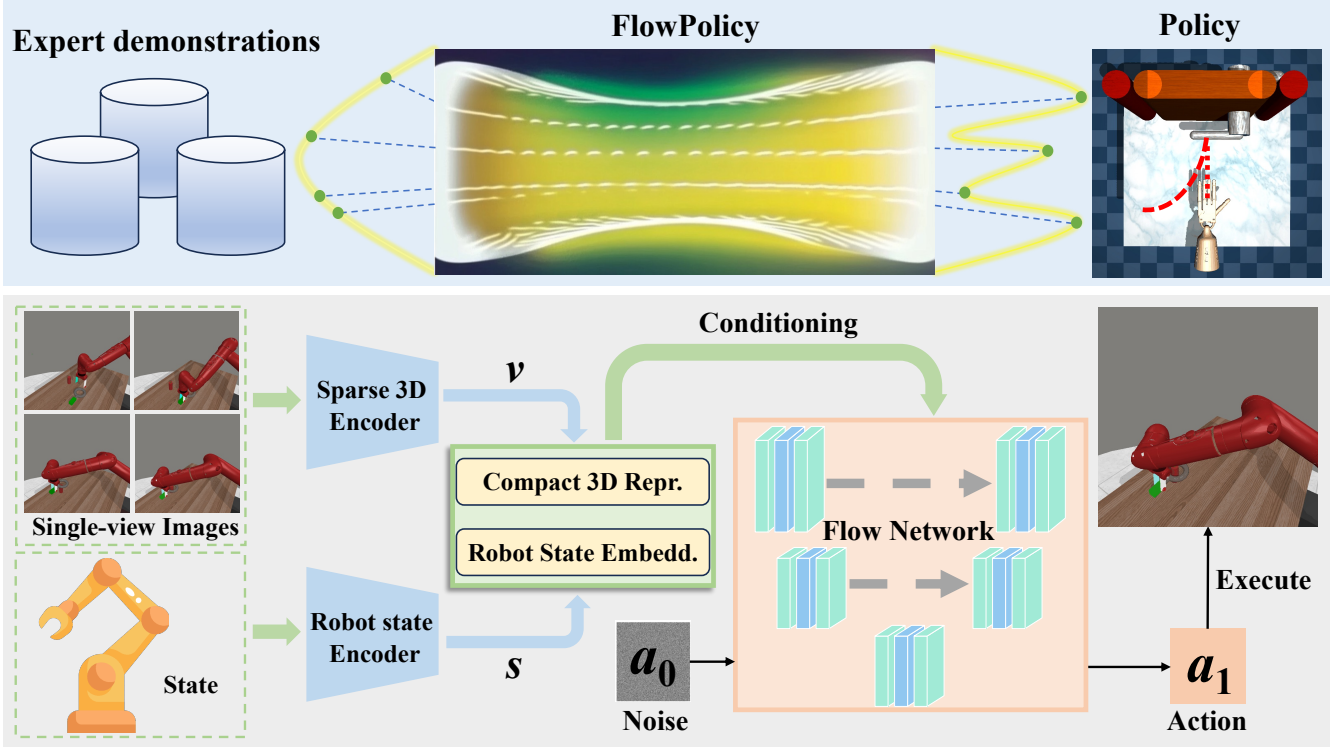 Expert demonstrations
FlowPolicy
Policy
Single-view Images
State
Sparse 3D
Encoder
Robot state
Encoder
v
s
Compact 3D Repr.
Robot State Embedd.
Conditioning
Flow Network
a0
Noise
a1
Action
Execute